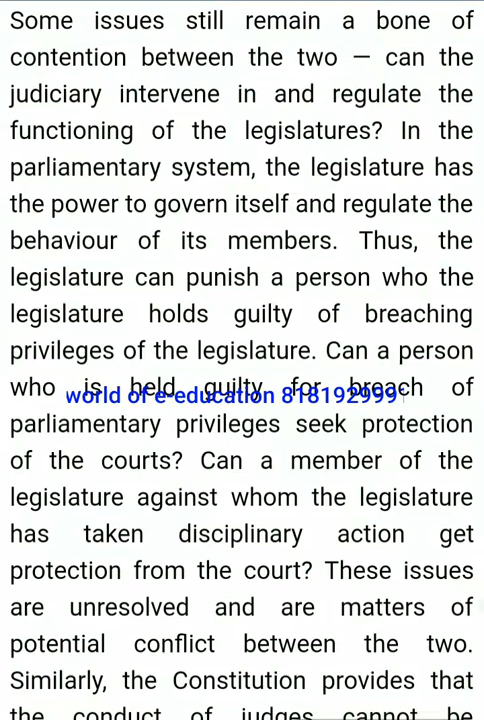 Some issues still remain a bone of
contention between the two — can the
judiciary intervene in and regulate the
functioning of the legislatures? In the
parliamentary system, the legislature has
the power to govern itself and regulate the
behaviour of its members. Thus, the
legislature can punish a person who the
legislature holds guilty of breaching
privileges of the legislature. Can a person
who is held guilty for breach of
world of e-education 818192999
parliamentary privileges seek protection
of the courts? Can a member of the
legislature against whom the legislature
has taken disciplinary action get
protection from the court? These issues
are unresolved and are matters of
potential conflict between the two.
Similarly, the Constitution provides that
the conduct of judges cannot be